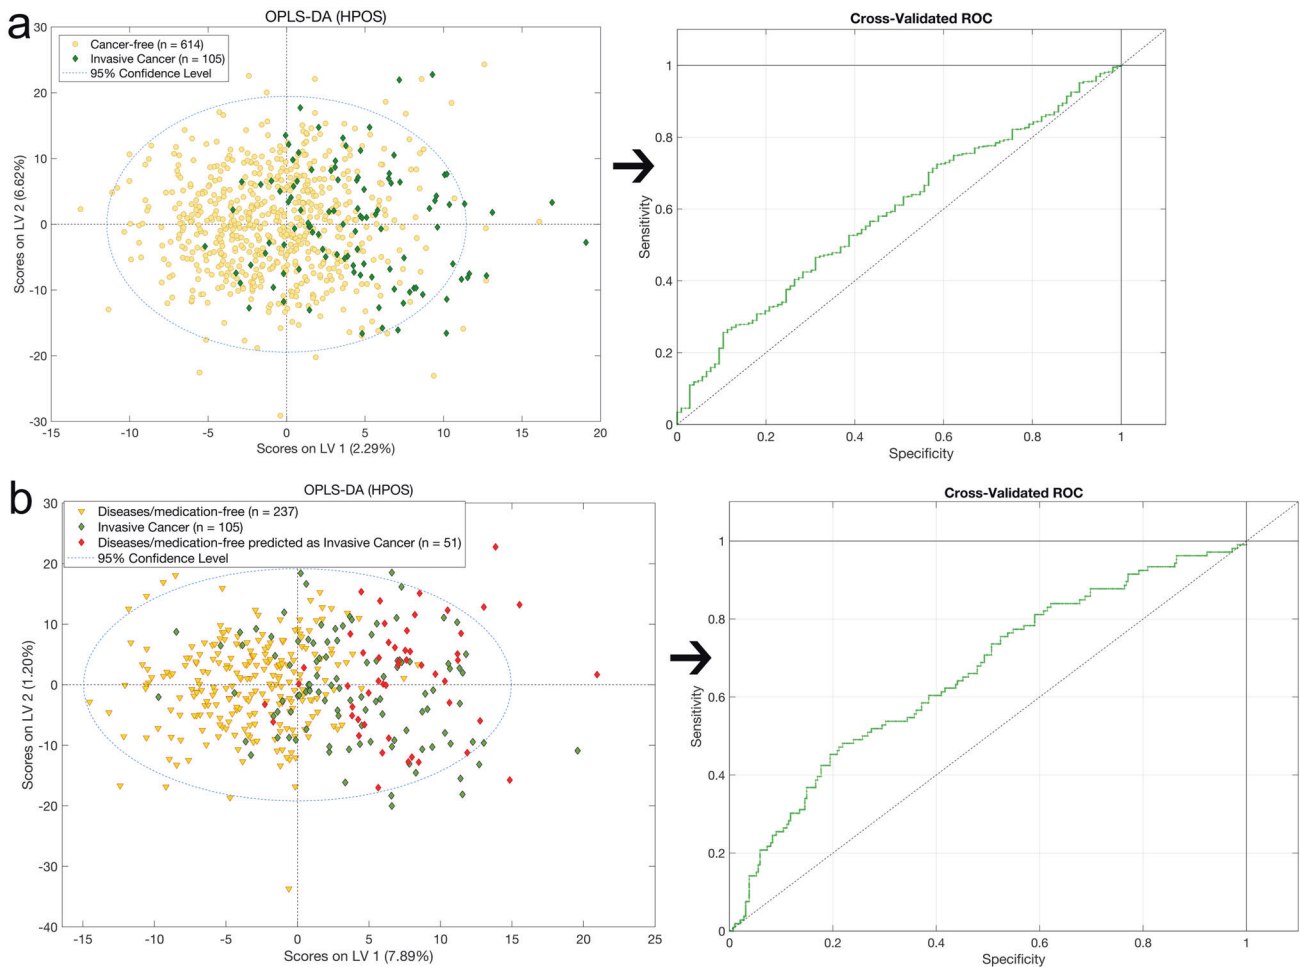 a
OPLS-DA (HPOS)
Cancer-free (n = 614)
Invasive Cancer (n = 105)
95% Confidence Level
30
20
10
0
-10
-20
-30
Scores on LV 2 (6.62%)
-15 -10 -5 0 5 10 15 20
Scores on LV 1 (2.29%)
Cross-Validated ROC
1
0.8
0.6
0.4
0.2
0
Sensitivity
0 0.2 0.4 0.6 0.8 1
Specificity
b
OPLS-DA (HPOS)
Diseases/medication-free (n = 237)
Invasive Cancer (n = 105)
Diseases/medication-free predicted as Invasive Cancer (n = 51)
95% Confidence Level
30
20
10
0
-10
-20
-30
-40
Scores on LV 2 (1.20%)
-15 -10 -5 0 5 10 15 20 25
Scores on LV 1 (7.89%)
Cross-Validated ROC
1
0.8
0.6
0.4
0.2
0
Sensitivity
0 0.2 0.4 0.6 0.8 1
Specificity